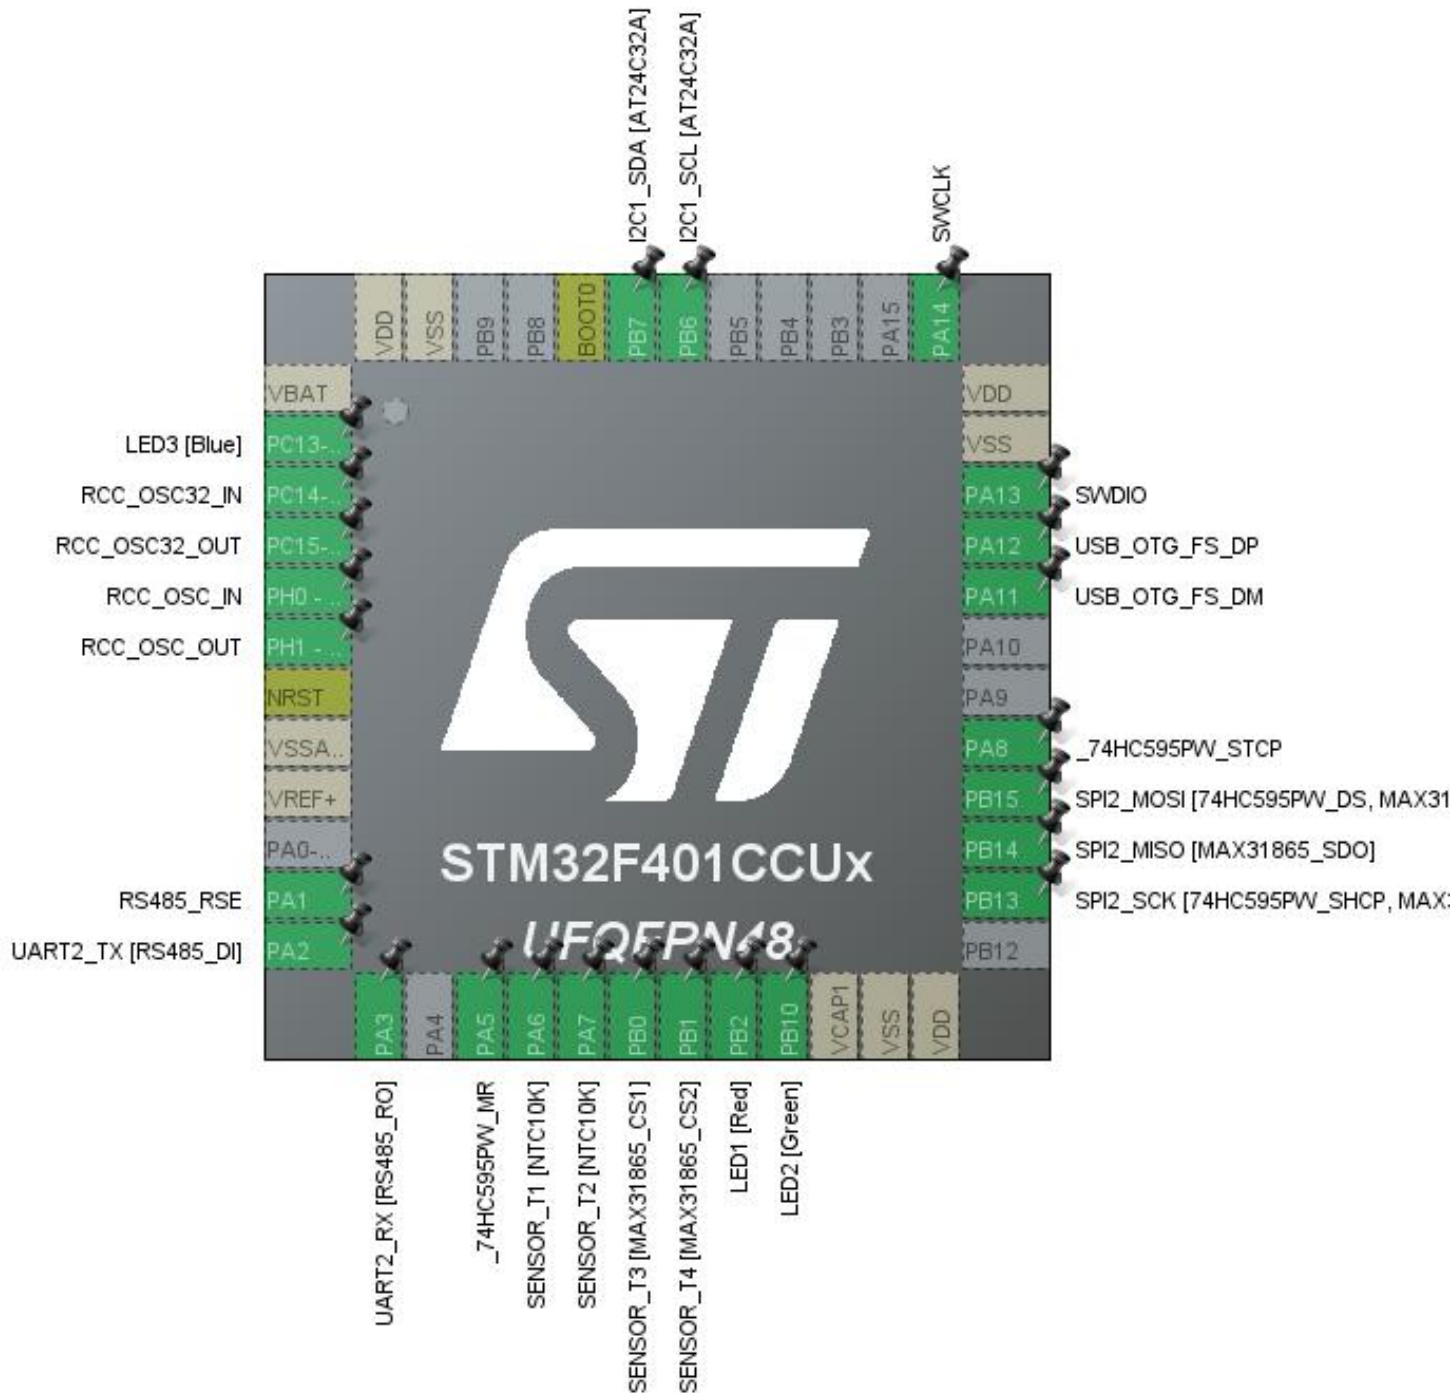 I2C1_SDA [AT24C32A]
I2C1_SCL [AT24C32A]
SWCLK
VDD
VSS
PB9
PB8
BOOT0
PB7
PB6
PB5
PB4
PB3
PA15
PA14
VBAT
LED3 [Blue]
PC13-..
RCC_OSC32_IN
PC14-..
RCC_OSC32_OUT
PC15-..
RCC_OSC_IN
PH0 - ..
RCC_OSC_OUT
PH1 - ..
NRST
VSSA..
VREF+
PA0-..
RS485_RSE
PA1
UART2_TX [RS485_DI]
PA2
VDD
VSS
PA13
SWDIO
PA12
USB_OTG_FS_DP
PA11
USB_OTG_FS_DM
PA10
PA9
PA8
_74HC595PW_STCP
PB15
SPI2_MOSI [74HC595PW_DS, MAX31
PB14
SPI2_MISO [MAX31865_SDO]
PB13
SPI2_SCK [74HC595PW_SHCP, MAX3
PB12
ST
STM32F401CCUx
UFQFPN48
PA3
PA4
PA5
PA6
PA7
PB0
PB1
PB2
PB10
VCAP1
VSS
VDD
UART2_RX [RS485_RO]
_74HC595PW_MR
SENSOR_T1 [NTC10K]
SENSOR_T2 [NTC10K]
SENSOR_T3 [MAX31865_CS1]
SENSOR_T4 [MAX31865_CS2]
LED1 [Red]
LED2 [Green]